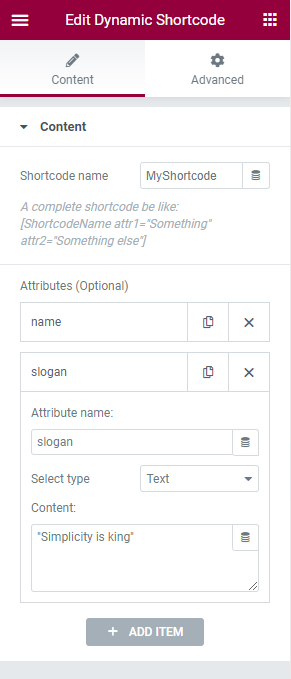 Edit Dynamic Shortcode
Content
Advanced
Content
Shortcode name
MyShortcode
A complete shortcode be like:
[ShortcodeName attr1="Something"
attr2="Something else"]
Attributes (Optional)
name
slogan
Attribute name:
slogan
Select type
Text
Content:
"Simplicity is king"
ADD ITEM